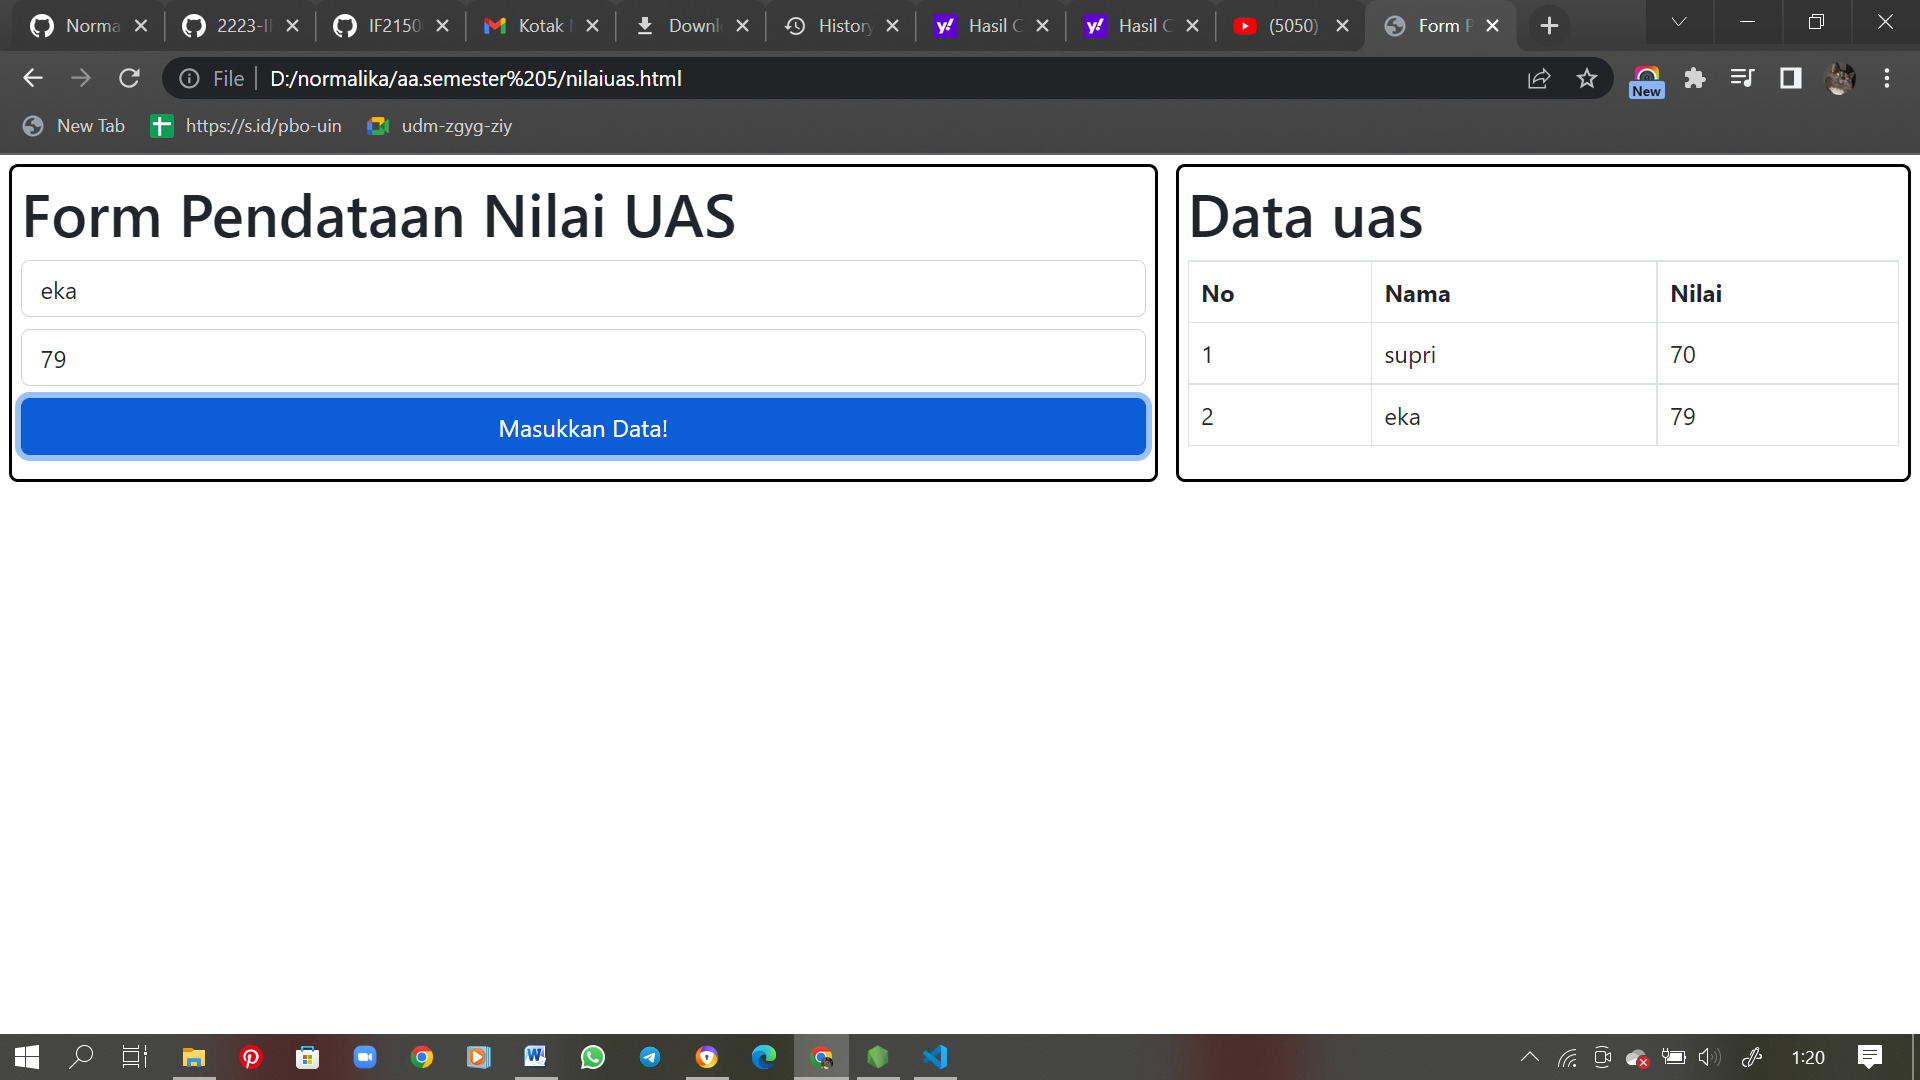 Norma 2223-I IF2150 Kotak Downl History Hasil C Hasil C (5050) Form P
File D:/normalika/aa.semester%205/nilaiuas.html New
New Tab https://s.id/pbo-uin udm-zgyg-ziy
Form Pendataan Nilai UAS
eka
79
Masukkan Data!
Data uas
No Nama Nilai
1 supri 70
2 eka 79
1:20